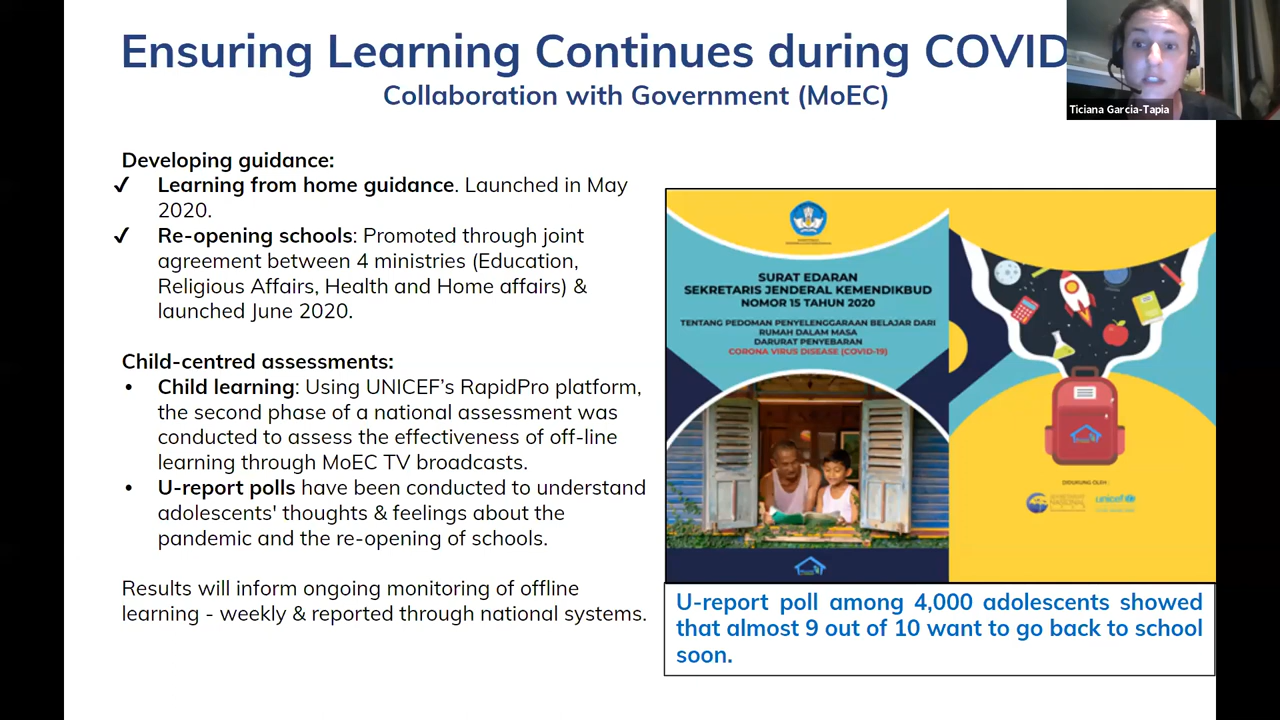 Ensuring Learning Continues during COVID
Collaboration with Government (MoEC)
Ticiana Garcia-Tapia
Developing guidance:
✔ Learning from home guidance. Launched in May
2020.
✔ Re-opening schools: Promoted through joint
agreement between 4 ministries (Education,
Religious Affairs, Health and Home affairs) &
launched June 2020.
Child-centred assessments:
• Child learning: Using UNICEF’s RapidPro platform,
the second phase of a national assessment was
conducted to assess the effectiveness of off-line
learning through MoEC TV broadcasts.
• U-report polls have been conducted to understand
adolescents' thoughts & feelings about the
pandemic and the re-opening of schools.
Results will inform ongoing monitoring of offline
learning - weekly & reported through national systems.
SURAT EDARAN
SEKRETARIS JENDERAL KEMENDIKBUD
NOMOR 15 TAHUN 2020
TENTANG PEDOMAN PENYELENGGARAAN BELAJAR DARI
RUMAH DALAM MASA
DARURAT PENYEBARAN
CORONA VIRUS DISEASE (COVID-19)
DIDUKUNG OLEH :
unicef
U-report poll among 4,000 adolescents showed
that almost 9 out of 10 want to go back to school
soon.